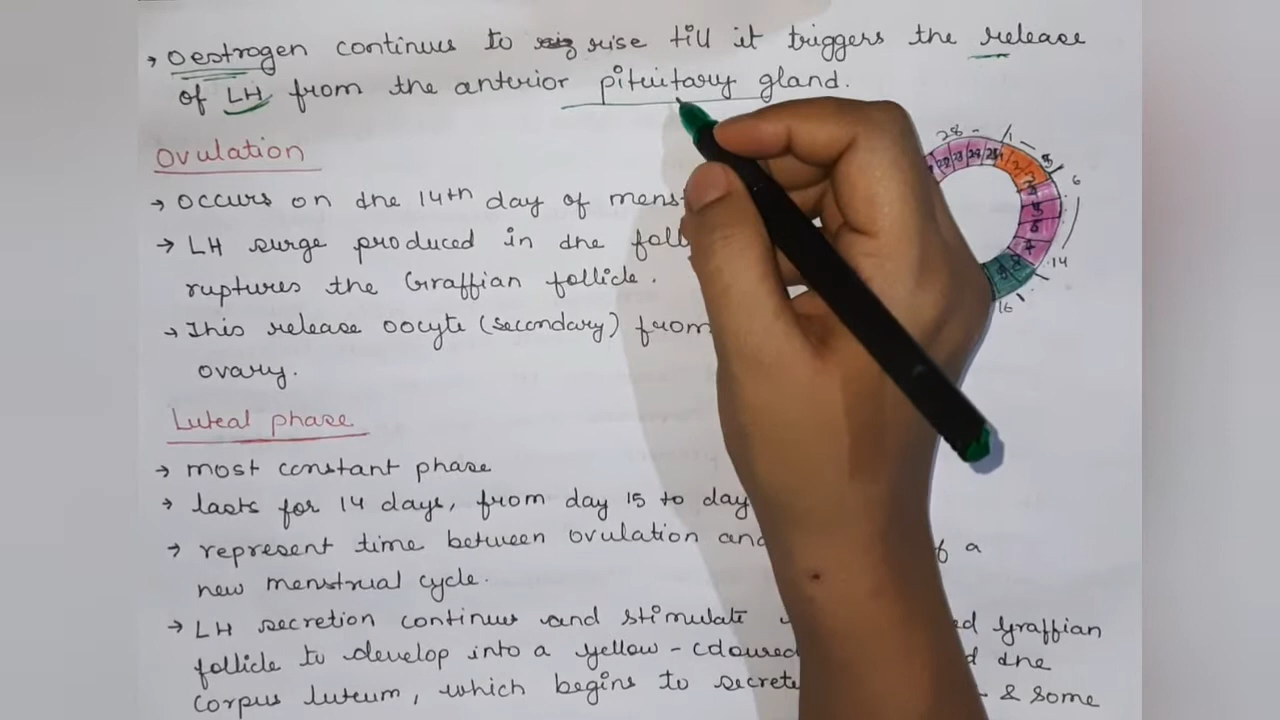 → Oestrogen continues to rise till it triggers the release
of LH from the anterior pituitary gland.
Ovulation
→ Occurs on the 14th day of mens
→ LH surge produced in the foll
ruptures the Graffian follicle.
→ This release oocyte (secondary) from
ovary.
Luteal phase
→ most constant phase
→ lasts for 14 days, from day 15 to day
→ represent time between ovulation and of a
new menstrual cycle.
→ LH secretion continues and stimulate ed Graffian
follicle to develop into a yellow-coloured d the
corpus luteum, which begins to secrete & some
28
1
5
6
14
16